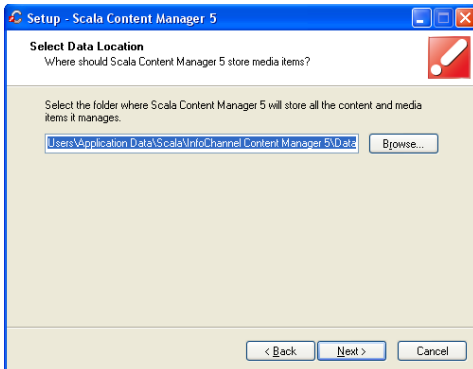 Setup - Scala Content Manager 5
Select Data Location
Where should Scala Content Manager 5 store media items?
Select the folder where Scala Content Manager 5 will store all the content and media
items it manages.
Users\Application Data\Scala\InfoChannel Content Manager 5\Data
Browse...
< Back
Next >
Cancel